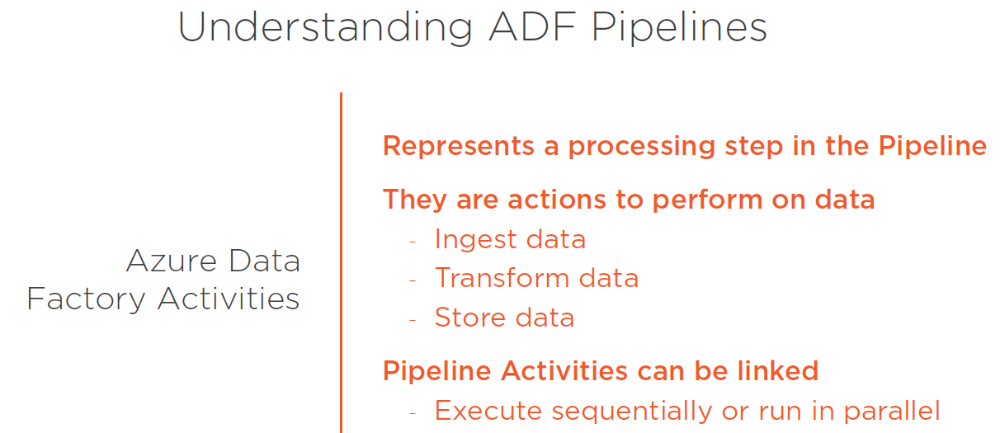 Understanding ADF Pipelines
Azure Data
Factory Activities
Represents a processing step in the Pipeline
They are actions to perform on data
- Ingest data
- Transform data
- Store data
Pipeline Activities can be linked
- Execute sequentially or run in parallel